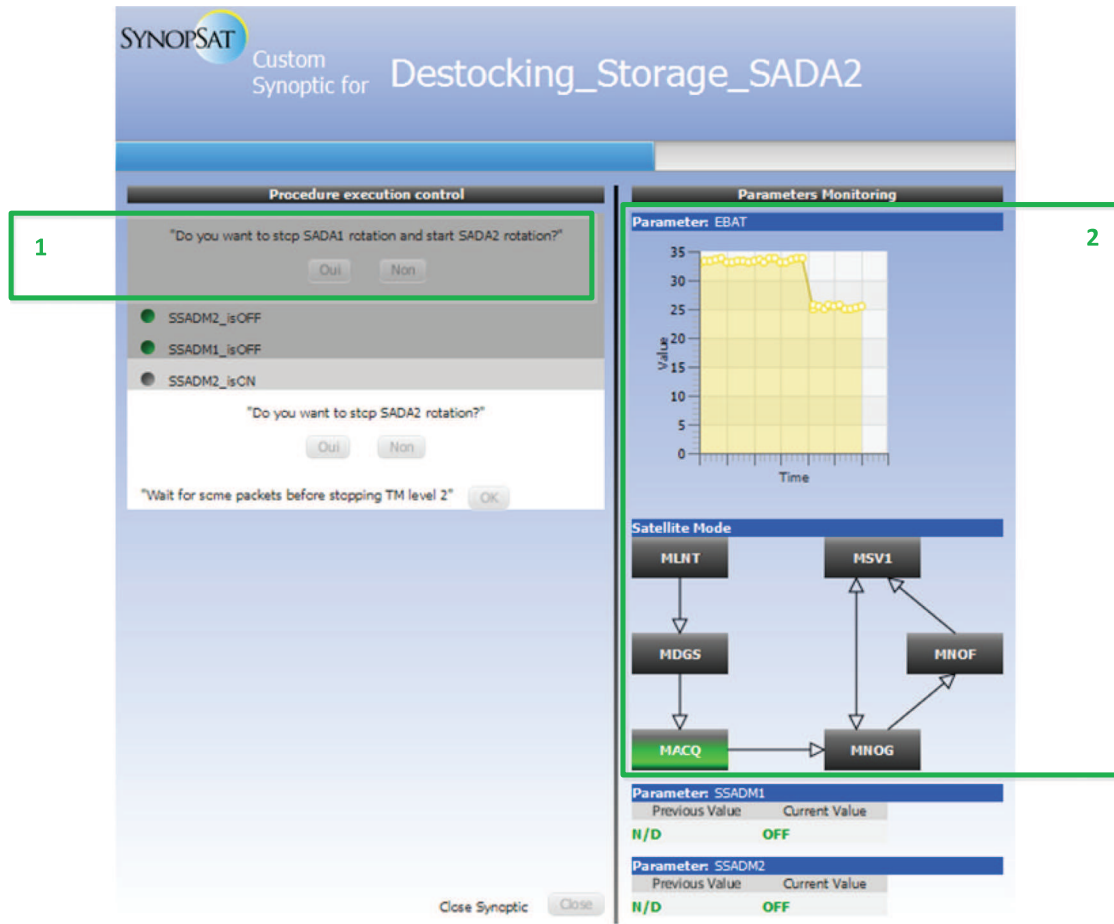 SYNOPSAT
Custom
Synoptic for
Destocking_Storage_SADA2
Procedure execution control
1
"Do you want to stop SADA1 rotation and start SADA2 rotation?"
Oui Non
SSADM2_isOFF
SSADM1_isOFF
SSADM2_isON
"Do you want to stop SADA2 rotation?"
Oui Non
"Wait for some packets before stopping TM level 2" OK
Close Synoptic Close
Parameters Monitoring
2
Parameter: EBAT
35
30
25
20
15
10
5
0
Value
Time
Satellite Mode
MLNT MSV1
MDGS MNOF
MACQ MNOG
Parameter: SSADM1
Previous Value Current Value
N/D OFF
Parameter: SSADM2
Previous Value Current Value
N/D OFF